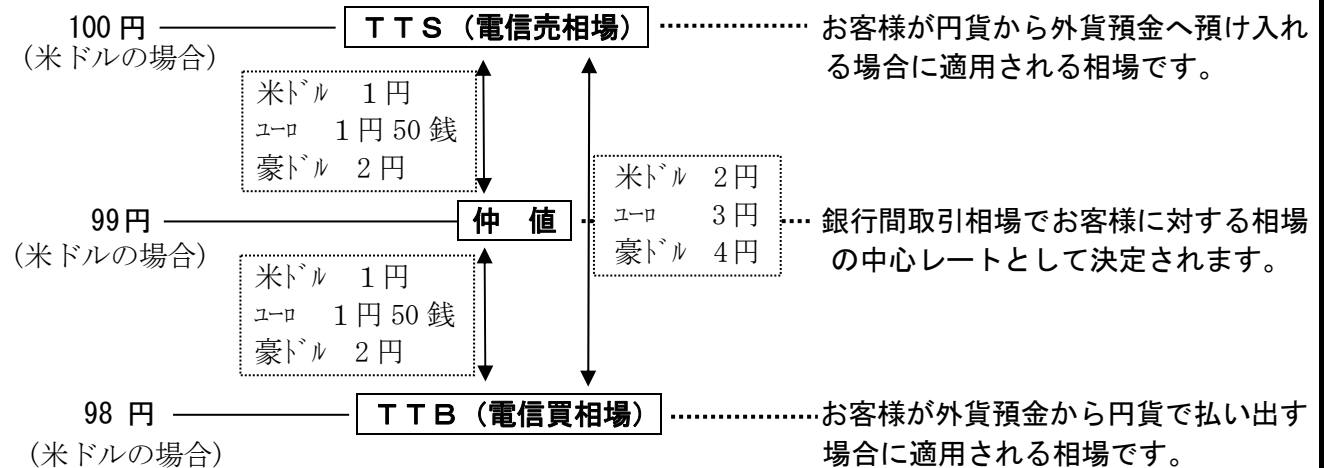 100 円
(米ドルの場合)
ＴＴＳ（電信売相場）
お客様が円貨から外貨預金へ預け入れ
る場合に適用される相場です。
米ﾄﾞﾙ １円
ﾕｰﾛ １円 50 銭
豪ﾄﾞﾙ ２円
米ﾄﾞﾙ ２円
ﾕｰﾛ ３円
豪ﾄﾞﾙ ４円
99円
(米ドルの場合)
仲 値
銀行間取引相場でお客様に対する相場
の中心レートとして決定されます。
米ﾄﾞﾙ １円
ﾕｰﾛ １円 50 銭
豪ﾄﾞﾙ ２円
98 円
(米ドルの場合)
ＴＴＢ（電信買相場）
お客様が外貨預金から円貨で払い出す
場合に適用される相場です。